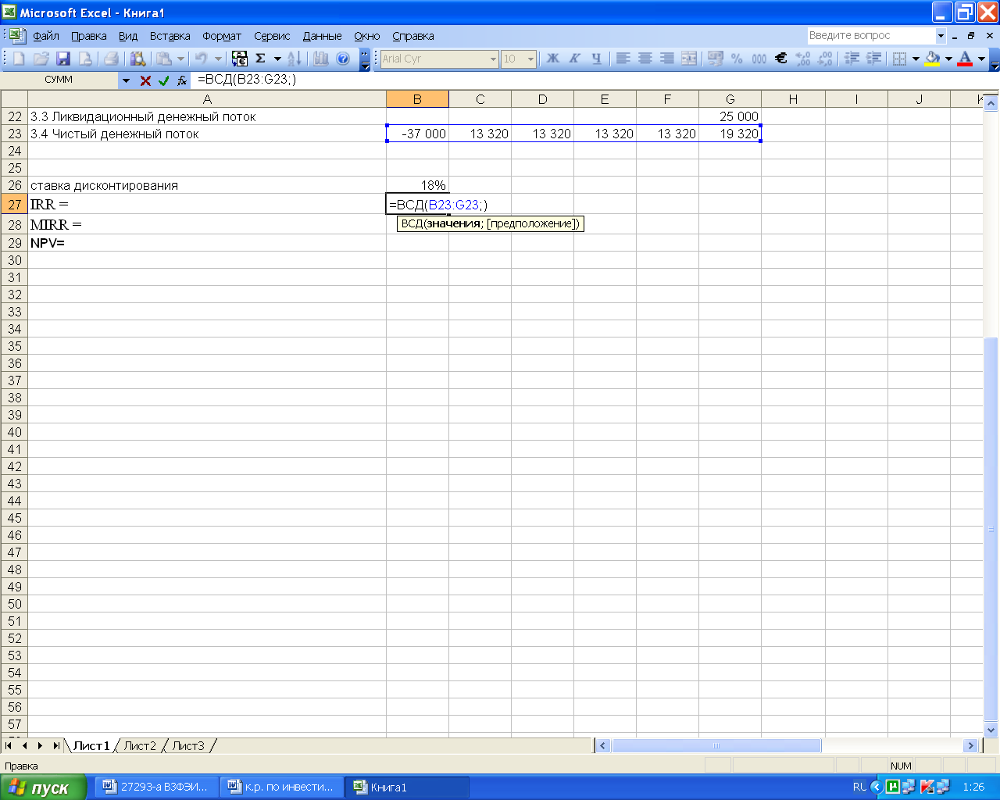 Microsoft Excel - Книга1
Файл Правка Вид Вставка Формат Сервис Данные Окно Справка Введите вопрос
Arial Cyr 10 Ж К Ч % 000 €
СУММ =ВСД(B23:G23;)
A B C D E F G H I J K
22 3.3 Ликвидационный денежный поток 25 000
23 3.4 Чистый денежный поток -37 000 13 320 13 320 13 320 13 320 19 320
24
25
26 ставка дисконтирования 18%
27 IRR = =ВСД(B23:G23;)
28 MIRR = ВСД(значения; [предположение])
29 NPV=
30
31
32
33
34
35
36
37
38
39
40
41
42
43
44
45
46
47
48
49
50
51
52
53
54
55
56
57
Лист1 Лист2 Лист3
Правка NUM
пуск 27293-а ВЗФЭИ... к.р. по инвести... Книга1 RU 1:26